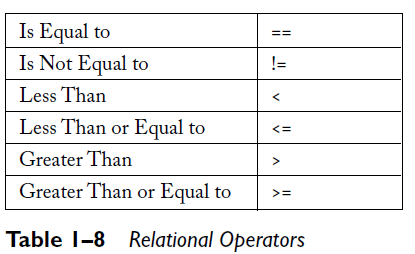 Is Equal to ==
Is Not Equal to !=
Less Than <
Less Than or Equal to <=
Greater Than >
Greater Than or Equal to >=
Table 1–8 Relational Operators